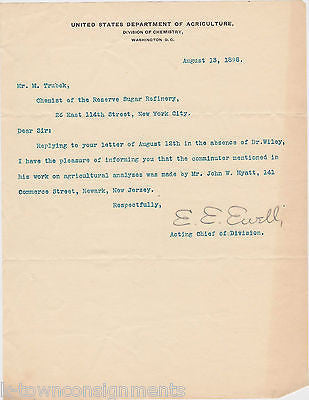 UNITED STATES DEPARTMENT OF AGRICULTURE,
DIVISION OF CHEMISTRY,
WASHINGTON D.C.
August 13, 1898.
Mr. M. Trubek,
Chemist of the Reserve Sugar Refinery,
26 East 114th Street, New York City.
Dear Sir:
Replying to your letter of August 12th in the absence of Dr.Wiley,
I have the pleasure of informing you that the comminuter mentioned in
his work on agricultural analyses was made by Mr. John W. Hyatt, 141
Commerce Street, Newark, New Jerzey.
Respectfully,
E. E. Ewell,
Acting Chief of Division.
k-townconsignments